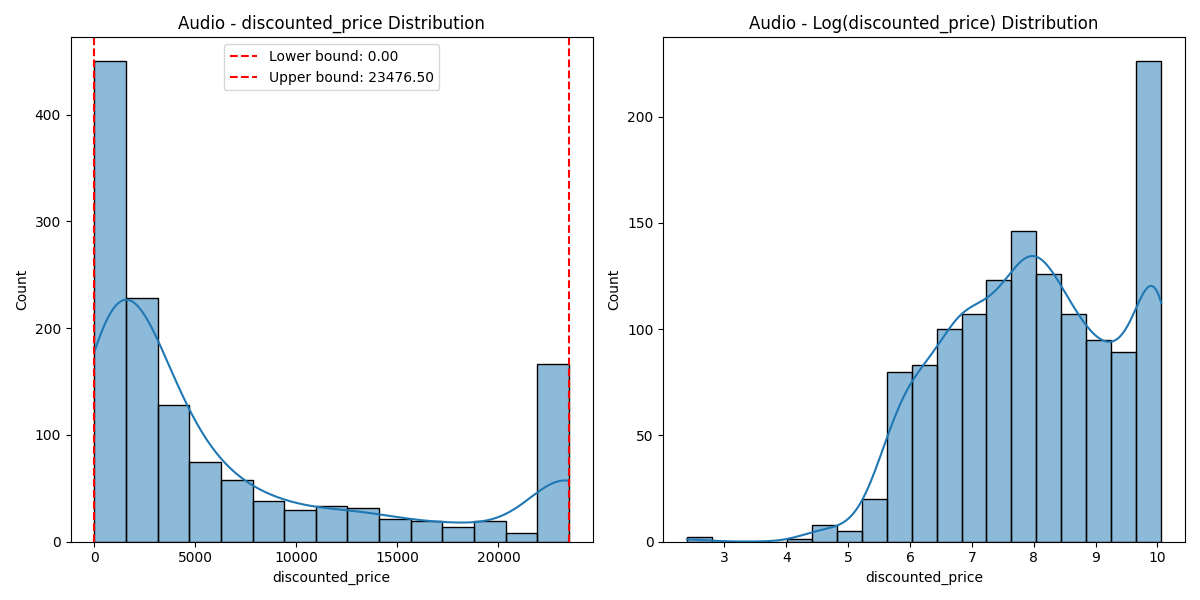 Audio - discounted_price Distribution
Lower bound: 0.00
Upper bound: 23476.50
Count
400
300
200
100
0
0 5000 10000 15000 20000
discounted_price
Audio - Log(discounted_price) Distribution
Count
200
150
100
50
0
3 4 5 6 7 8 9 10
discounted_price